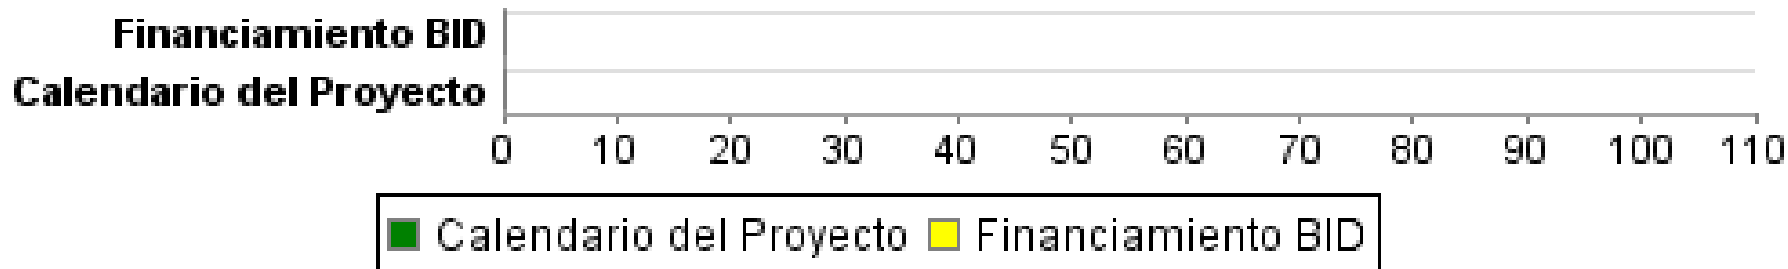 Financiamiento BID
Calendario del Proyecto
0 10 20 30 40 50 60 70 80 90 100 110
Calendario del Proyecto Financiamiento BID